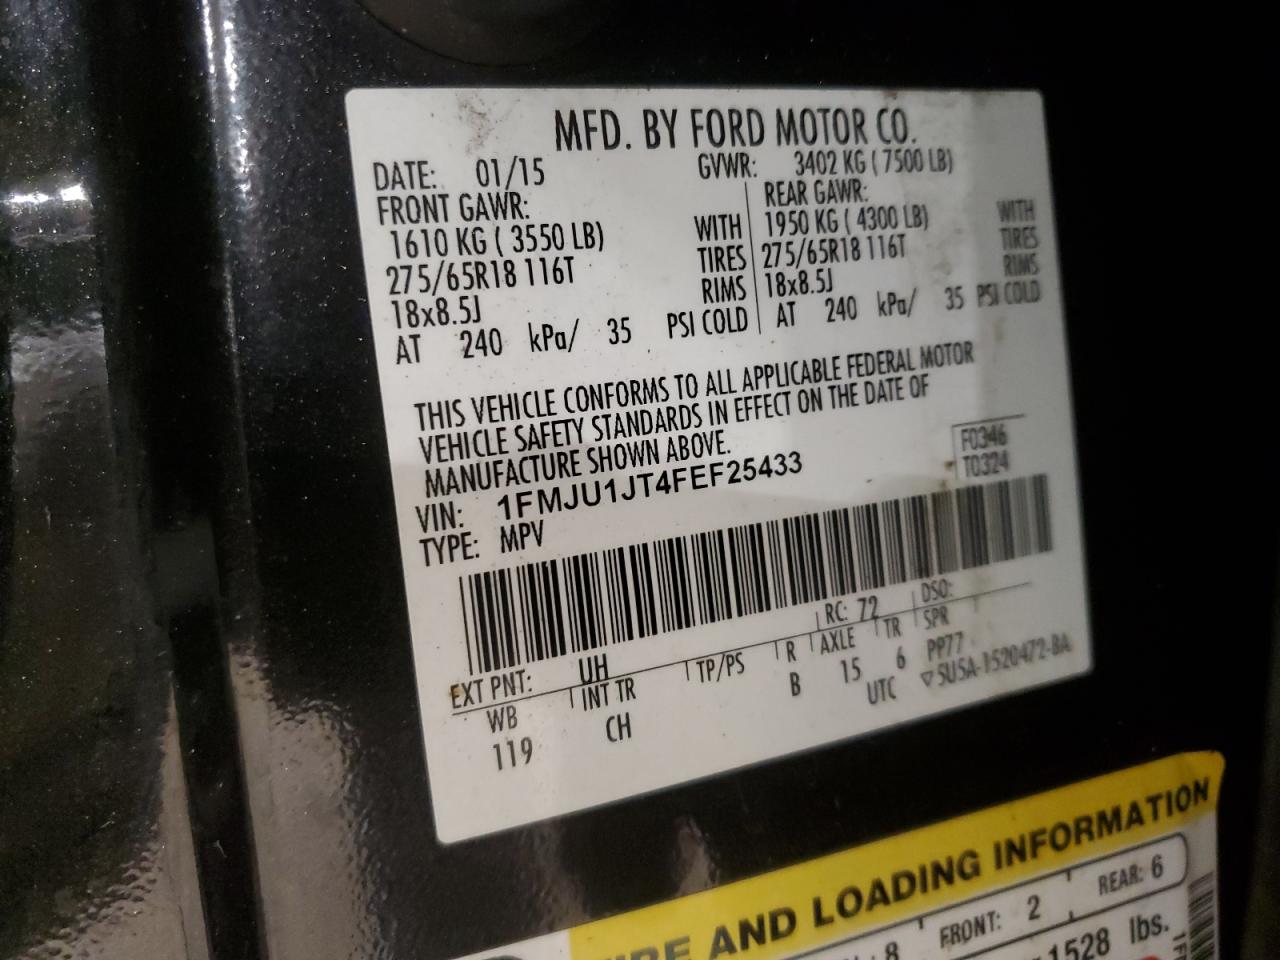 MFD. BY FORD MOTOR CO.
DATE: 01/15 GVWR: 3402 KG ( 7500 LB)
FRONT GAWR: REAR GAWR:
1610 KG ( 3550 LB) WITH 1950 KG ( 4300 LB) WITH
275/65R18 116T TIRES 275/65R18 116T TIRES
18x8.5J RIMS 18x8.5J RIMS
AT 240 kPa/ 35 PSI COLD AT 240 kPa/ 35 PSI COLD
THIS VEHICLE CONFORMS TO ALL APPLICABLE FEDERAL MOTOR
VEHICLE SAFETY STANDARDS IN EFFECT ON THE DATE OF
MANUFACTURE SHOWN ABOVE.
F0346
T0324
VIN: 1FMJU1JT4FEF25433
TYPE: MPV
EXT PNT: UH RC: 72 DSO:
WB INT TR TP/PS R AXLE TR SPR
119 CH B 15 6 PP77
UTC ▽5U5A-1520472-BA
AND LOADING INFORMATION
8 FRONT: 2 REAR: 6
1528 lbs.